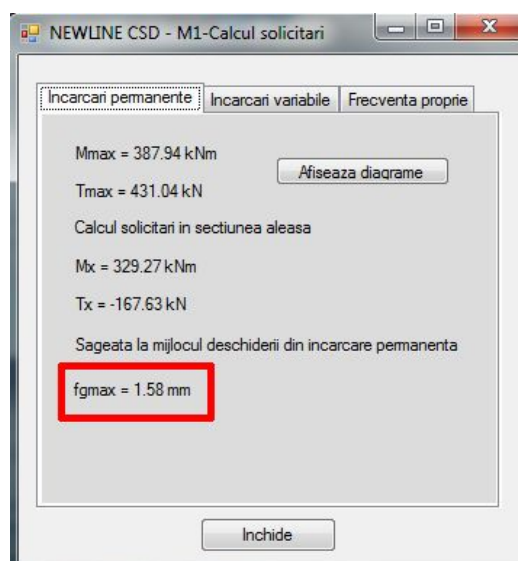 NEWLINE CSD - M1-Calcul solicitari
Incarcari permanente Incarcari variabile Frecventa proprie
Mmax = 387.94 kNm
Afiseaza diagrame
Tmax = 431.04 kN
Calcul solicitari in sectiunea aleasa
Mx = 329.27 kNm
Tx = -167.63 kN
Sageata la mijlocul deschiderii din incarcare permanenta
fgmax = 1.58 mm
Inchide